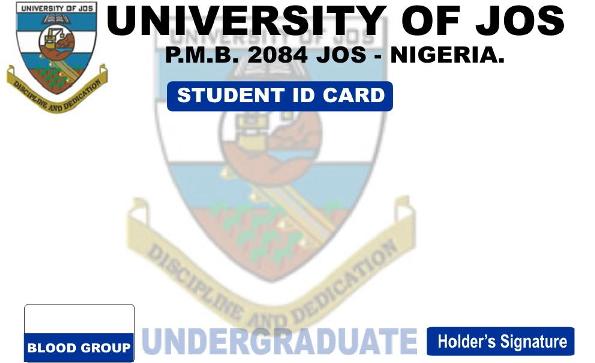 UNIVERSITY OF JOS
DISCIPLINE AND DEDICATION
UNIVERSITY OF JOS
P.M.B. 2084 JOS - NIGERIA.
STUDENT ID CARD
UNIVERSITY OF JOS
DISCIPLINE AND DEDICATION
BLOOD GROUP
UNDERGRADUATE
Holder's Signature